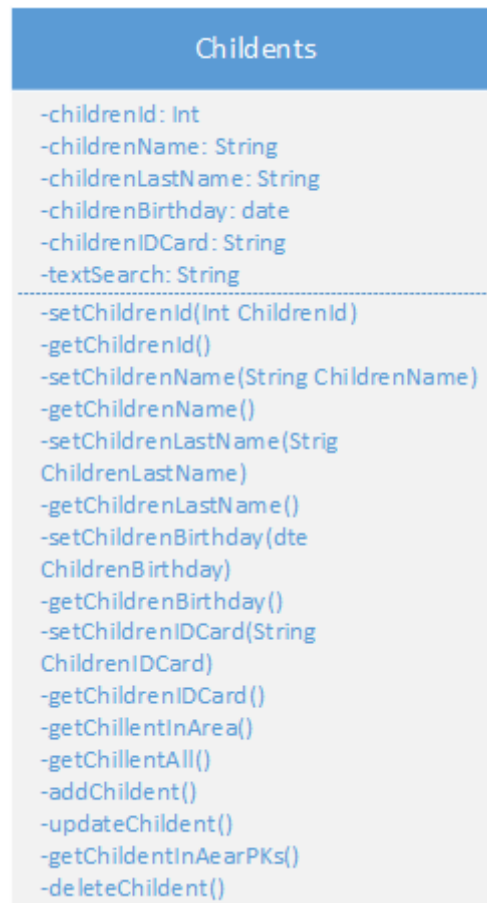 Childents
-childrenId: Int
-childrenName: String
-childrenLastName: String
-childrenBirthday: date
-childrenIDCard: String
-textSearch: String
-setChildrenId(Int ChildrenId)
-getChildrenId()
-setChildrenName(String ChildrenName)
-getChildrenName()
-setChildrenLastName(Strig
ChildrenLastName)
-getChildrenLastName()
-setChildrenBirthday(dte
ChildrenBirthday)
-getChildrenBirthday()
-setChildrenIDCard(String
ChildrenIDCard)
-getChildrenIDCard()
-getChillentInArea()
-getChillentAll()
-addChildent()
-updateChildent()
-getChildentInAearPKs()
-deleteChildent()